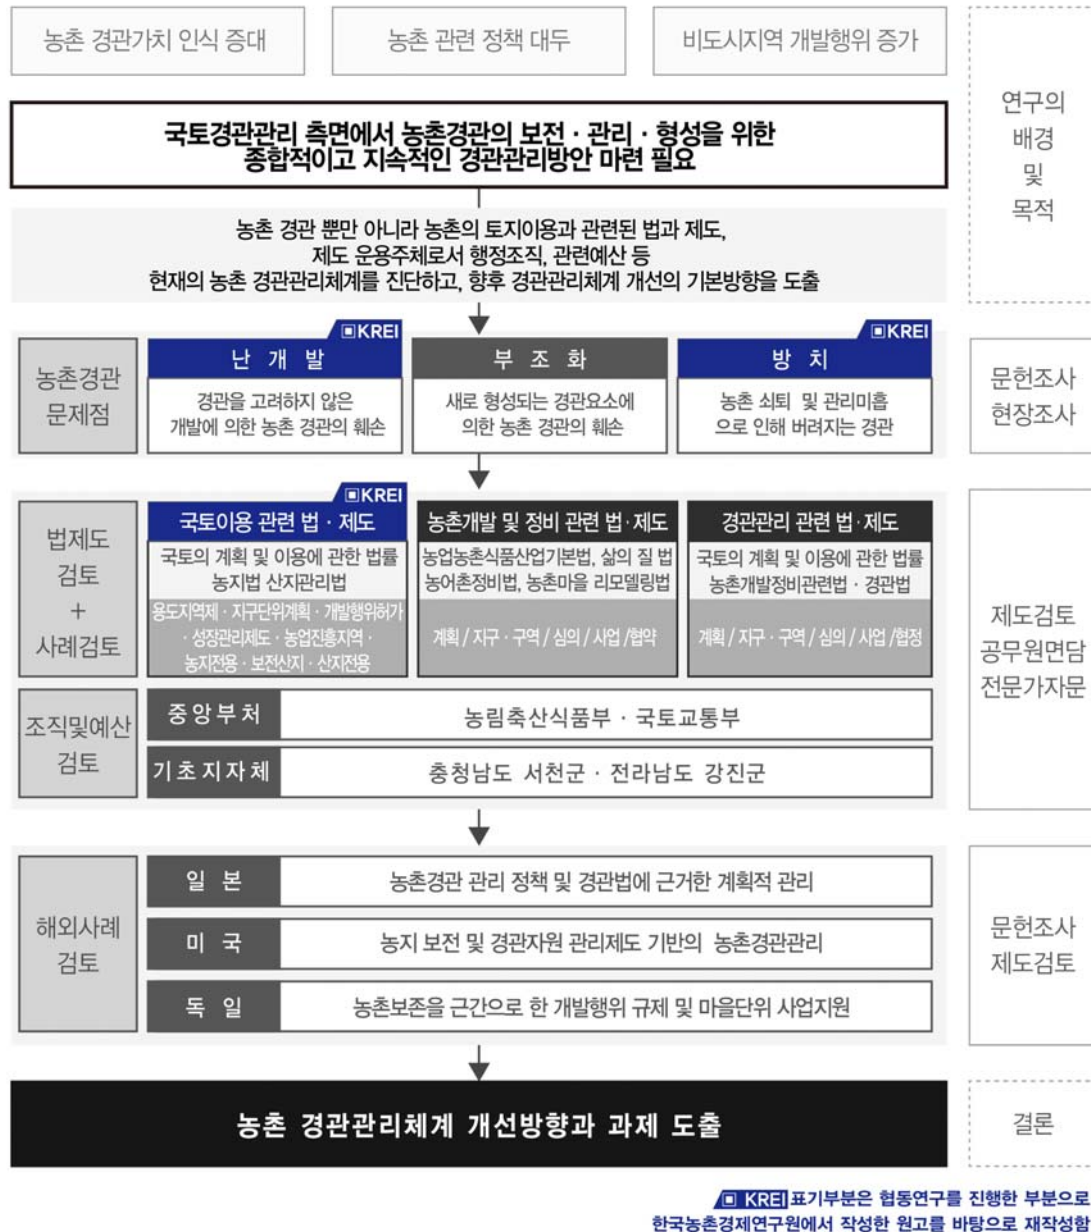 농촌 경관가치 인식 증대
농촌 관련 정책 대두
비도시지역 개발행위 증가
연구의
배경
및
목적
국토경관관리 측면에서 농촌경관의 보전 · 관리 · 형성을 위한
종합적이고 지속적인 경관관리방안 마련 필요
농촌 경관 뿐만 아니라 농촌의 토지이용과 관련된 법과 제도,
제도 운용주체로서 행정조직, 관련예산 등
현재의 농촌 경관관리체계를 진단하고, 향후 경관관리체계 개선의 기본방향을 도출
농촌경관
문제점
KREI
난 개 발
경관을 고려하지 않은
개발에 의한 농촌 경관의 훼손
부 조 화
새로 형성되는 경관요소에
의한 농촌 경관의 훼손
KREI
방 치
농촌 쇠퇴 및 관리미흡
으로 인해 버려지는 경관
문헌조사
현장조사
법제도
검토
+
사례검토
KREI
국토이용 관련 법 · 제도
국토의 계획 및 이용에 관한 법률
농지법 산지관리법
용도지역제 · 지구단위계획 · 개발행위허가
· 성장관리제도 · 농업진흥지역 ·
농지전용 · 보전산지 · 산지전용
농촌개발 및 정비 관련 법·제도
농업농촌식품산업기본법, 삶의 질 법
농어촌정비법, 농촌마을 리모델링법
계획 / 지구 · 구역 / 심의 / 사업 /협약
경관관리 관련 법·제도
국토의 계획 및 이용에 관한 법률
농촌개발정비관련법 · 경관법
계획 / 지구 · 구역 / 심의 / 사업 /협정
제도검토
공무원면담
전문가자문
조직및예산
검토
중앙부처
농림축산식품부 · 국토교통부
기초지자체
충청남도 서천군 · 전라남도 강진군
해외사례
검토
일 본
농촌경관 관리 정책 및 경관법에 근거한 계획적 관리
미 국
농지 보전 및 경관자원 관리제도 기반의 농촌경관관리
독 일
농촌보존을 근간으로 한 개발행위 규제 및 마을단위 사업지원
문헌조사
제도검토
농촌 경관관리체계 개선방향과 과제 도출
결론
KREI 표기부분은 협동연구를 진행한 부분으로
한국농촌경제연구원에서 작성한 원고를 바탕으로 재작성함